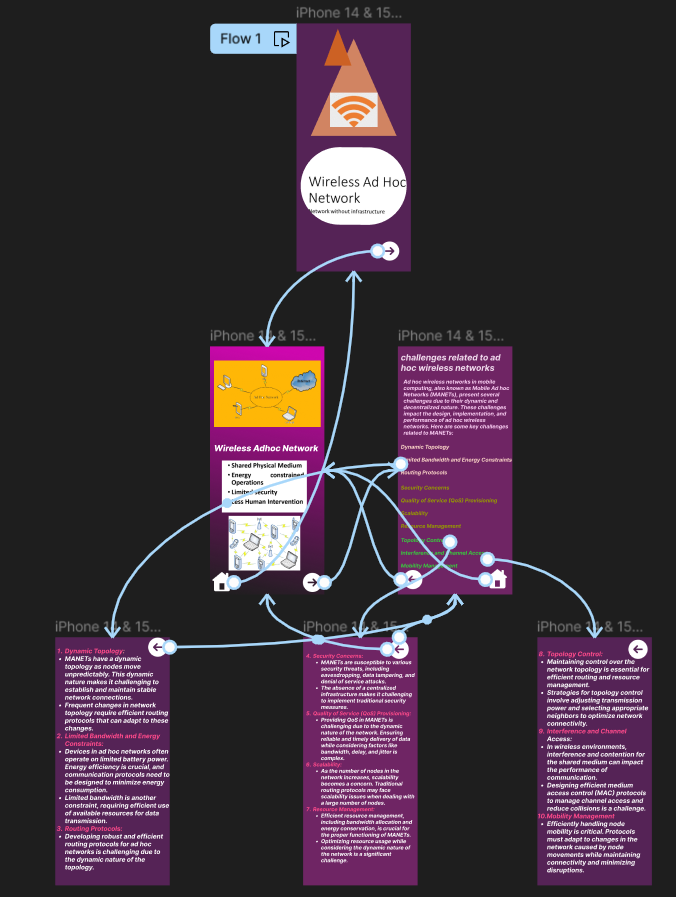 iPhone 14 & 15...
Flow 1
Wireless Ad Hoc
Network
Network without infrastructure
iPhone 14 & 15...
Wireless Adhoc Network
• Shared Physical Medium
• Energy constrained
Operations
• Limited Security
• Less Human Intervention
iPhone 14 & 15...
challenges related to ad
hoc wireless networks
Ad hoc wireless networks in mobile
computing, also known as Mobile Ad hoc
Networks (MANETs), present several
challenges due to their dynamic and
decentralized nature. These challenges
impact the design, implementation, and
performance of ad hoc wireless
networks. Here are some key challenges
related to MANETs:
Dynamic Topology
Limited Bandwidth and Energy Constraints
Routing Protocols
Security Concerns
Quality of Service (QoS) Provisioning
Scalability
Resource Management
Topology Control
Interference and Channel Access
Mobility Management
iPhone 14 & 15...
1. Dynamic Topology:
• MANETs have a dynamic
topology as nodes move
unpredictably. This dynamic
nature makes it challenging to
establish and maintain stable
network connections.
• Frequent changes in network
topology require efficient routing
protocols that can adapt to these
changes.
2. Limited Bandwidth and Energy
Constraints:
• Devices in ad hoc networks often
operate on limited battery power.
Energy efficiency is crucial, and
communication protocols need to
be designed to minimize energy
consumption.
• Limited bandwidth is another
constraint, requiring efficient use
of available resources for data
transmission.
3. Routing Protocols:
• Developing robust and efficient
routing protocols for ad hoc
networks is challenging due to
the dynamic nature of the
topology.
iPhone 14 & 15...
4. Security Concerns:
• MANETs are susceptible to various
security threats, including
eavesdropping, data tampering, and
denial of service attacks.
• The absence of a centralized
infrastructure makes it challenging
to implement traditional security
measures.
5. Quality of Service (QoS) Provisioning:
• Providing QoS in MANETs is
challenging due to the dynamic
nature of the network. Ensuring
reliable and timely delivery of data
while considering factors like
bandwidth, delay, and jitter is
complex.
6. Scalability:
• As the number of nodes in the
network increases, scalability
becomes a concern. Traditional
routing protocols may face
scalability issues when dealing with
a large number of nodes.
7. Resource Management:
• Efficient resource management,
including bandwidth allocation and
energy conservation, is crucial for
the proper functioning of MANETs.
• Optimizing resource usage while
considering the dynamic nature of
the network is a significant
challenge.
iPhone 14 & 15...
8. Topology Control:
• Maintaining control over the
network topology is essential for
efficient routing and resource
management.
• Strategies for topology control
involve adjusting transmission
power and selecting appropriate
neighbors to optimize network
connectivity.
9. Interference and Channel
Access:
• In wireless environments,
interference and contention for
the shared medium can impact
the performance of
communication.
• Designing efficient medium
access control (MAC) protocols
to manage channel access and
reduce collisions is a challenge.
10.Mobility Management
• Efficiently handling node
mobility is critical. Protocols
must adapt to changes in the
network caused by node
movements while maintaining
connectivity and minimizing
disruptions.